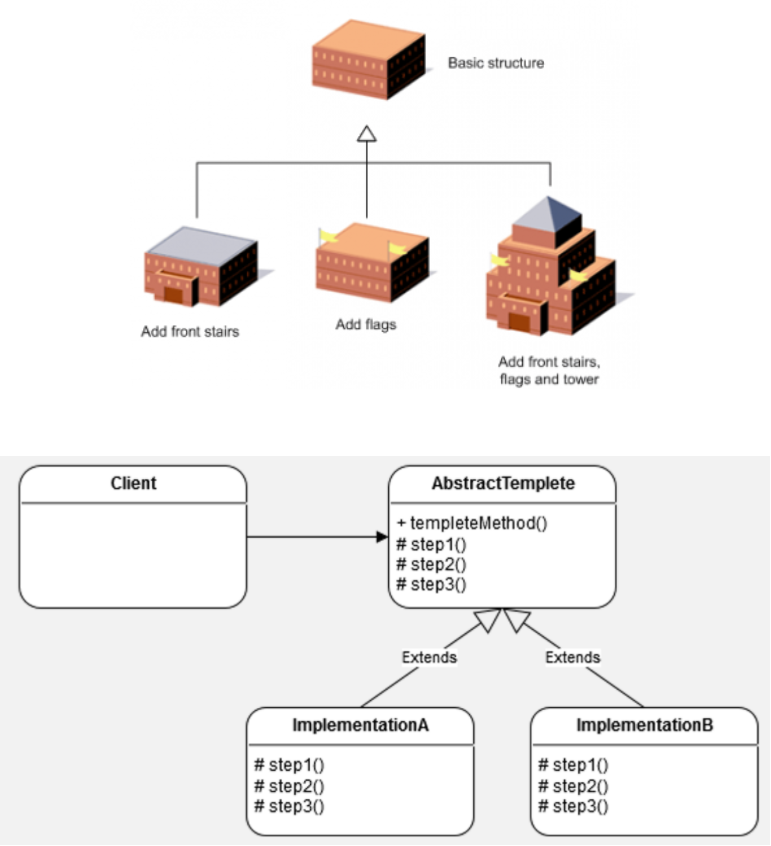 Basic structure
Add front stairs
Add flags
Add front stairs,
flags and tower
Client
AbstractTemplete
+ templeteMethod()
# step1()
# step2()
# step3()
Extends
Extends
ImplementationA
# step1()
# step2()
# step3()
ImplementationB
# step1()
# step2()
# step3()